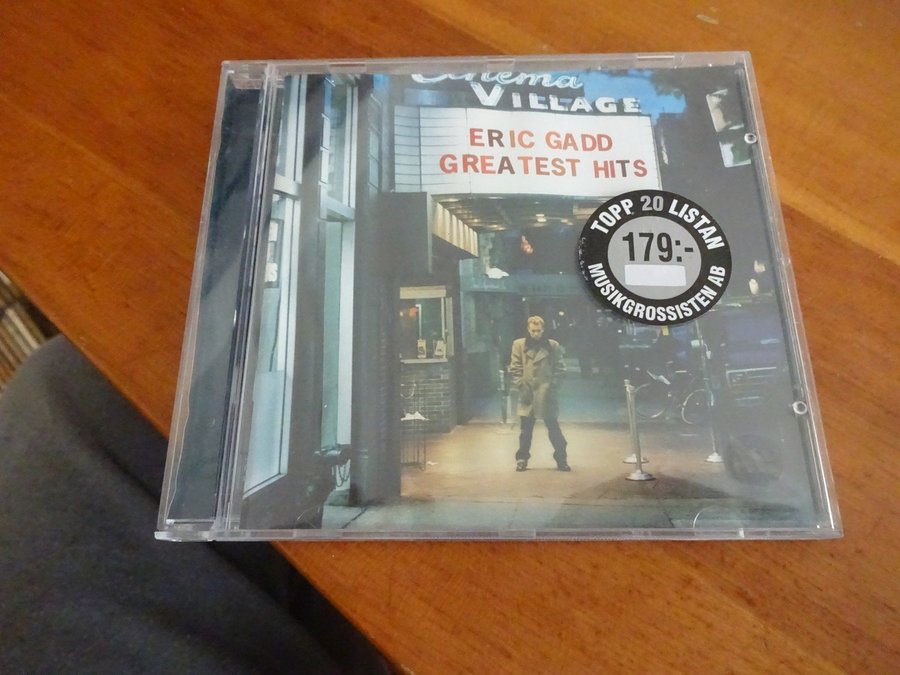 Cinema
VILLAGE
ERIC GADD
GREATEST HITS
TOPP 20 LISTAN
179:-
MUSIKGROSSISTEN AB